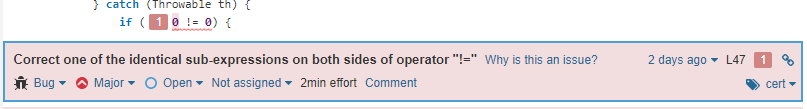 } catch (Throwable th) {
if ( 1 0 != 0) {
Correct one of the identical sub-expressions on both sides of operator "!=" Why is this an issue? 2 days ago L47 1
Bug Major Open Not assigned 2min effort Comment cert